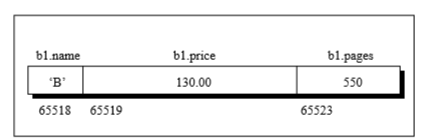 b1.name b1.price b1.pages
‘B’ 130.00 550
65518 65519 65523